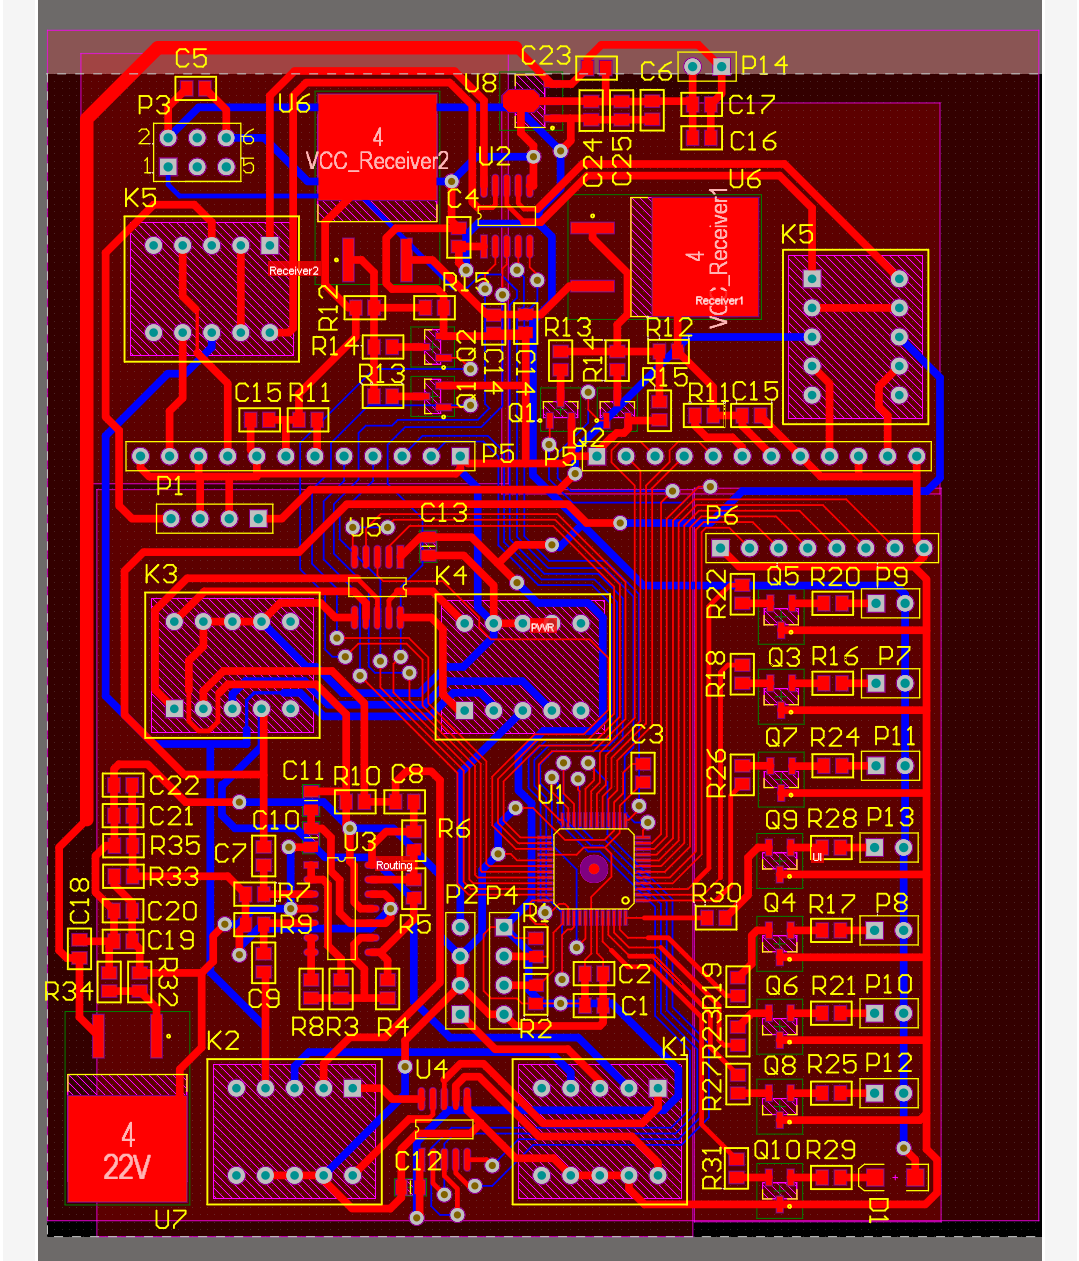 C5
C23
C6
P14
U8
P3
U6
C17
2
6
4
VCC_Receiver2
U2
C24
C25
C16
1
5
K5
C4
U6
4
VCC_Receiver1
K5
Receiver2
Receiver1
R15
R12
R14
Q2
C14
C14
R13
R12
R14
R13
Q1
R15
C15
R11
Q1
Q2
R11
C15
P5
P5
P1
U5
C13
P6
K3
K4
R22
Q5
R20
P9
PWR
R18
Q3
R16
P7
C3
Q7
R24
P11
R26
C22
C11
R10
C8
U1
C21
C10
R6
Q9
R28
P13
R35
C7
U3
UI
Routing
R33
C18
R7
R5
P2
P4
R30
C20
R9
R1
Q4
R17
P8
C19
R34
R32
C9
C2
R19
Q6
R21
P10
R8
R3
R4
R2
C1
R23
K2
K1
U4
Q8
R25
P12
R27
4
22V
C12
Q10
R29
R31
U7
D1